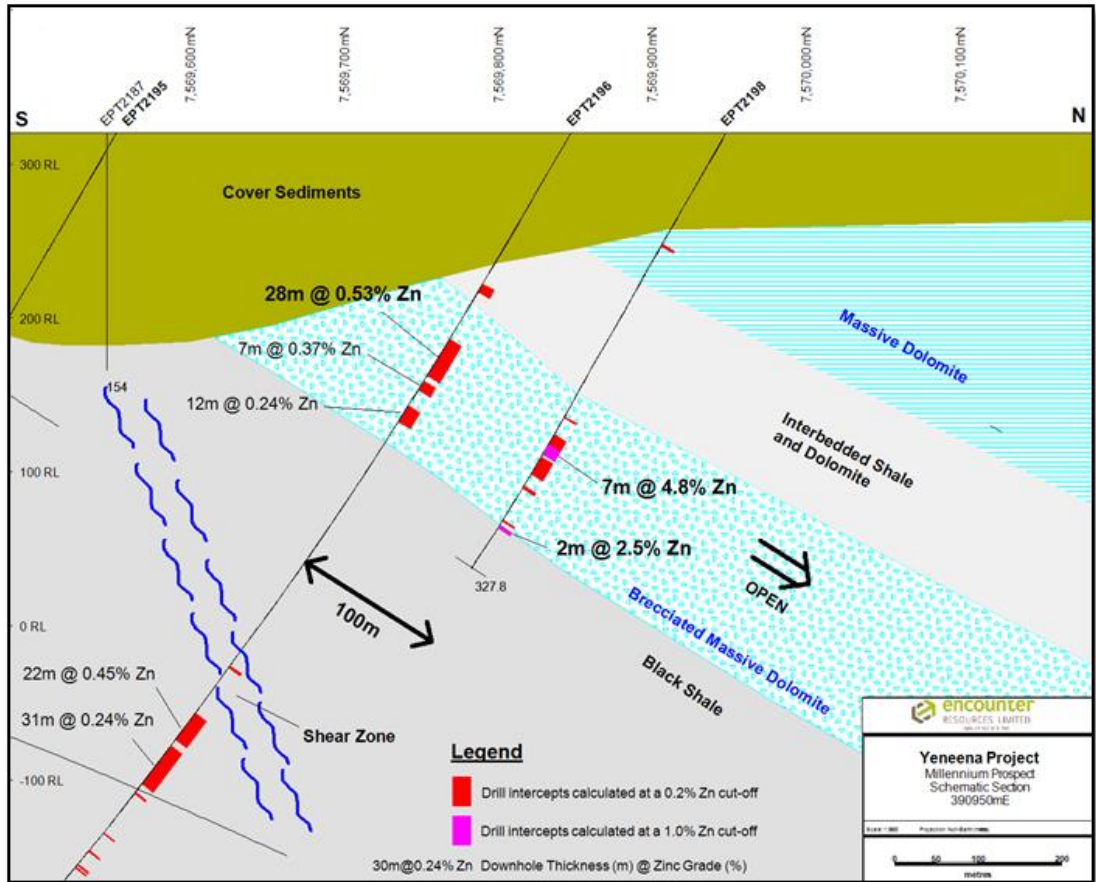 7,569,600mN
7,569,700mN
7,569,800mN
7,569,900mN
7,570,000mN
7,570,100mN
EPT2187
EPT2195
EPT2196
EPT2198
S
N
300 RL
Cover Sediments
28m @ 0.53% Zn
200 RL
7m @ 0.37% Zn
Massive Dolomite
154
12m @ 0.24% Zn
Interbedded Shale
and Dolomite
100 RL
7m @ 4.8% Zn
2m @ 2.5% Zn
327.8
OPEN
100m
Brecciated Massive Dolomite
0 RL
Black Shale
22m @ 0.45% Zn
31m @ 0.24% Zn
Shear Zone
-100 RL
Legend
Drill intercepts calculated at a 0.2% Zn cut-off
Drill intercepts calculated at a 1.0% Zn cut-off
30m@0.24% Zn Downhole Thickness (m) @ Zinc Grade (%)
encounter
RESOURCES LIMITED
Yeneena Project
Millennium Prospect
Schematic Section
390950mE
0 50 100 200
metres